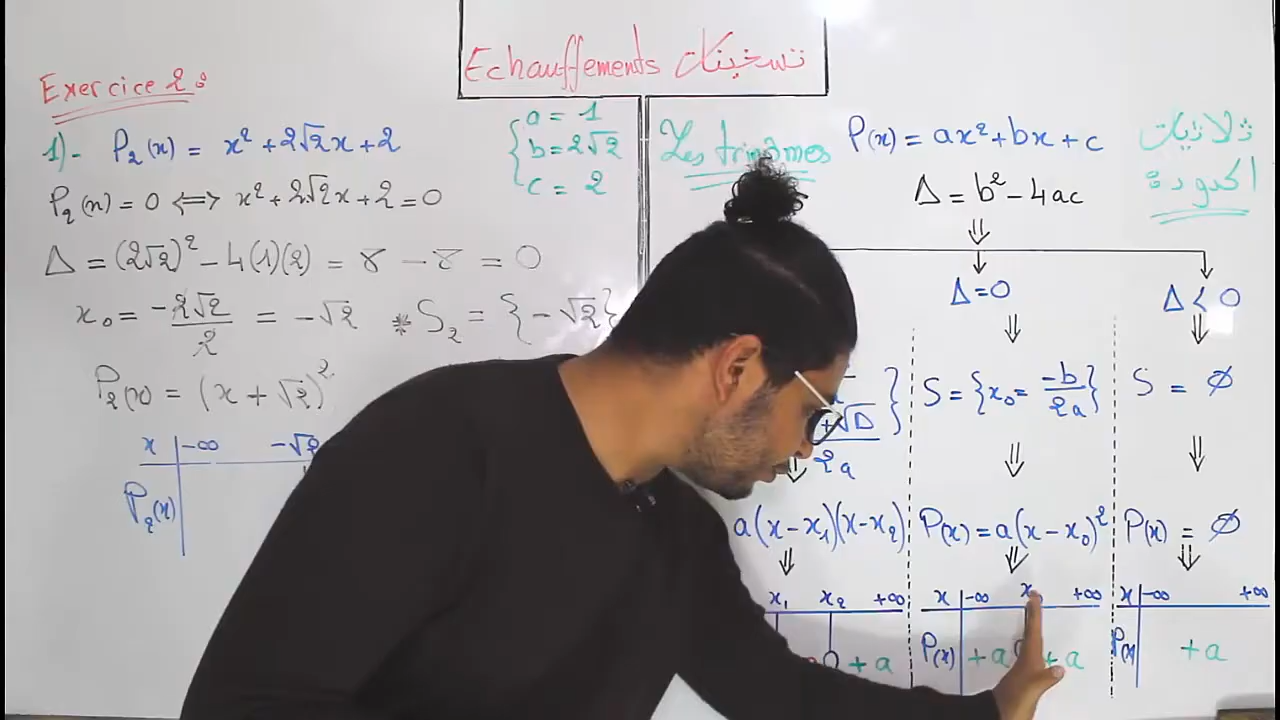 Echauffements تسخينات
Exercice 2 :
1)- P₂(x) = x² + 2√2x + 2
{ a = 1
b = 2√2
c = 2
P₂(x) = 0 ⟺ x² + 2√2x + 2 = 0
Δ = (2√2)² - 4(1)(2) = 8 - 8 = 0
x₀ = -2√2/2 = -√2 * S₂ = {-√2}
P₂(x) = (x + √2)²
x -∞ -√2
P₂(x)
Les trinômes P(x) = ax² + bx + c ثلاثيات
الحدود
Δ = b² - 4ac
⇓
Δ = 0 Δ < 0
⇓ ⇓
+√Δ / 2a } S = {x₀ = -b/2a} S = ∅
⇓ ⇓ ⇓
a(x - x₁)(x - x₂) P(x) = a(x - x₀)² P(x) = ∅
⇓ ⇓ ⇓
x₁ x₂ +∞ x -∞ x +∞ x -∞ +∞
0 + a P(x) + a + a P(x) + a